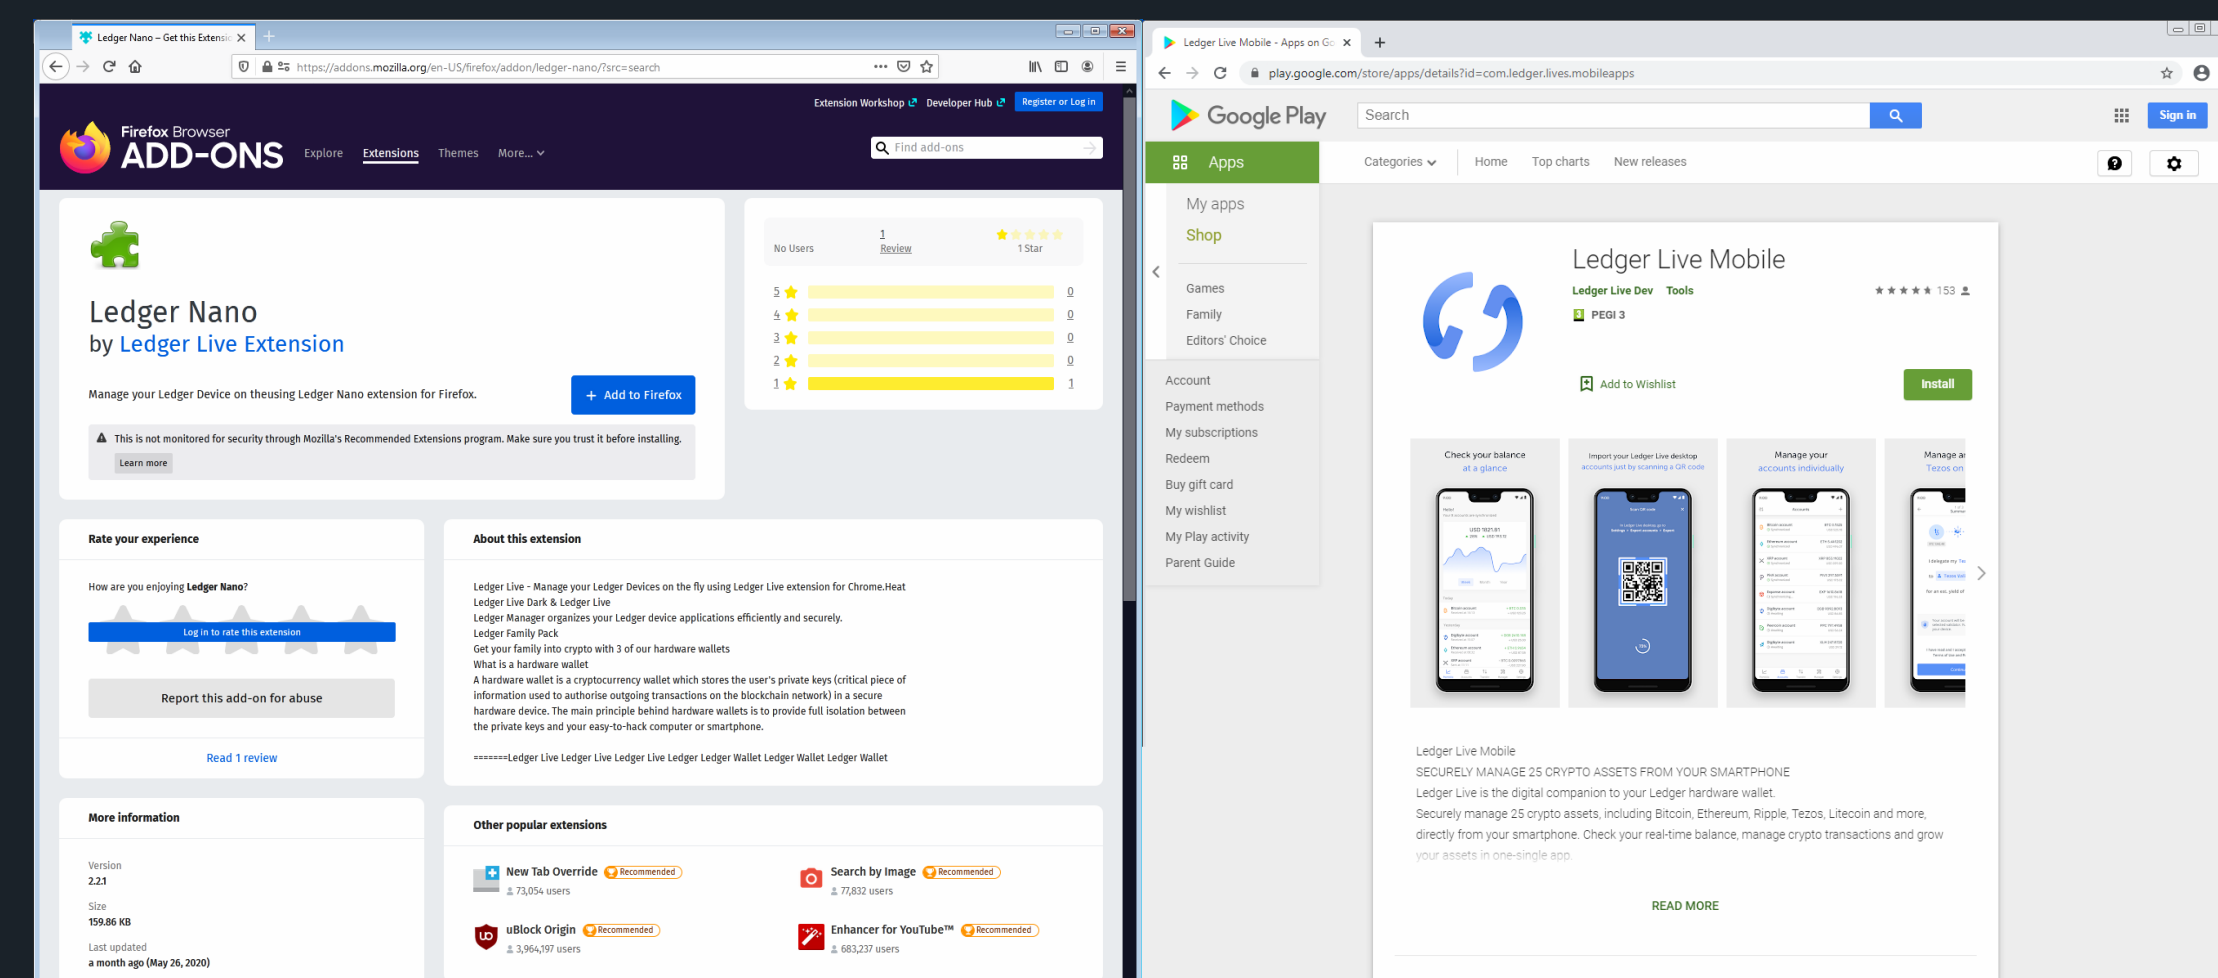 Ledger Nano – Get this Extensio
https://addons.mozilla.org/en-US/firefox/addon/ledger-nano/?src=search
Extension Workshop
Developer Hub
Register or Log in
Firefox Browser
ADD-ONS
Explore
Extensions
Themes
More...
Find add-ons
Ledger Nano
by Ledger Live Extension
Manage your Ledger Device on theusing Ledger Nano extension for Firefox.
+ Add to Firefox
This is not monitored for security through Mozilla's Recommended Extensions program. Make sure you trust it before installing.
Learn more
No Users
1
Review
1 Star
5 0
4 0
3 0
2 0
1 1
Rate your experience
How are you enjoying Ledger Nano?
Log in to rate this extension
Report this add-on for abuse
Read 1 review
About this extension
Ledger Live - Manage your Ledger Devices on the fly using Ledger Live extension for Chrome.Heat
Ledger Live Dark & Ledger Live
Ledger Manager organizes your Ledger device applications efficiently and securely.
Ledger Family Pack
Get your family into crypto with 3 of our hardware wallets
What is a hardware wallet
A hardware wallet is a cryptocurrency wallet which stores the user's private keys (critical piece of
information used to authorise outgoing transactions on the blockchain network) in a secure
hardware device. The main principle behind hardware wallets is to provide full isolation between
the private keys and your easy-to-hack computer or smartphone.
=======Ledger Live Ledger Live Ledger Live Ledger Ledger Wallet Ledger Wallet Ledger Wallet
More information
Version
2.2.1
Size
159.86 KB
Last updated
a month ago (May 26, 2020)
Other popular extensions
New Tab Override
Recommended
73,054 users
Search by Image
Recommended
77,832 users
uBlock Origin
Recommended
3,964,197 users
Enhancer for YouTube™
Recommended
683,237 users
Ledger Live Mobile - Apps on Go
play.google.com/store/apps/details?id=com.ledger.lives.mobileapps
Google Play
Search
Sign in
Apps
Categories
Home
Top charts
New releases
My apps
Shop
Games
Family
Editors' Choice
Account
Payment methods
My subscriptions
Redeem
Buy gift card
My wishlist
My Play activity
Parent Guide
Ledger Live Mobile
Ledger Live Dev
Tools
153
3 PEGI 3
Add to Wishlist
Install
Check your balance
at a glance
Import your Ledger Live desktop
accounts just by scanning a QR code
Manage your
accounts individually
Manage ar
Tezos on
Ledger Live Mobile
SECURELY MANAGE 25 CRYPTO ASSETS FROM YOUR SMARTPHONE
Ledger Live is the digital companion to your Ledger hardware wallet.
Securely manage 25 crypto assets, including Bitcoin, Ethereum, Ripple, Tezos, Litecoin and more,
directly from your smartphone. Check your real-time balance, manage crypto transactions and grow
your assets in one-single app.
READ MORE